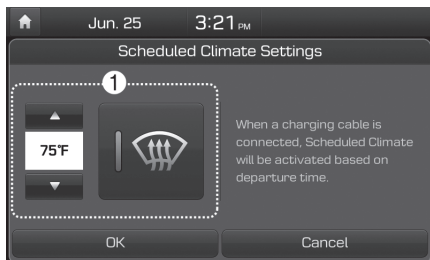 Jun. 25 3:21 PM
Scheduled Climate Settings
1
75°F
When a charging cable is
connected, Scheduled Climate
will be activated based on
departure time.
OK Cancel